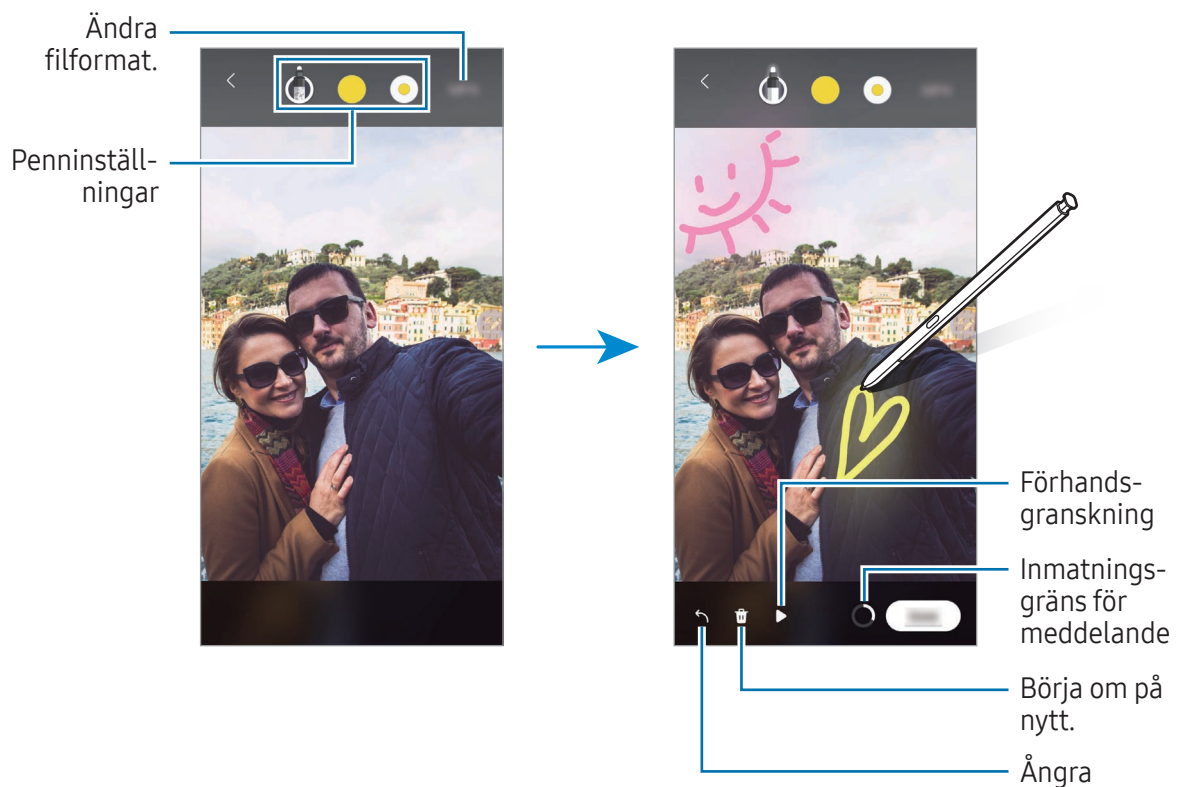 Ändra
filformat.
Penninställ-
ningar
Förhands-
granskning
Inmatnings-
gräns för
meddelande
Börja om på
nytt.
Ångra